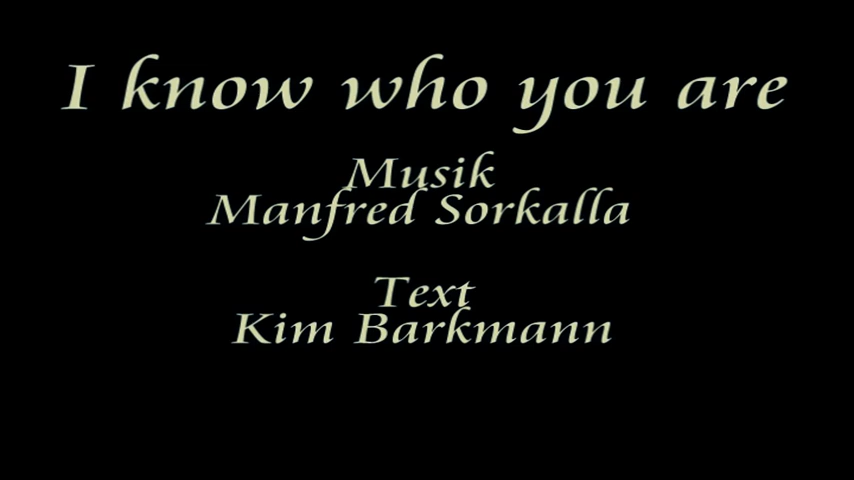 I know who you are
Musik
Manfred Sorkalla
Text
Kim Barkmann